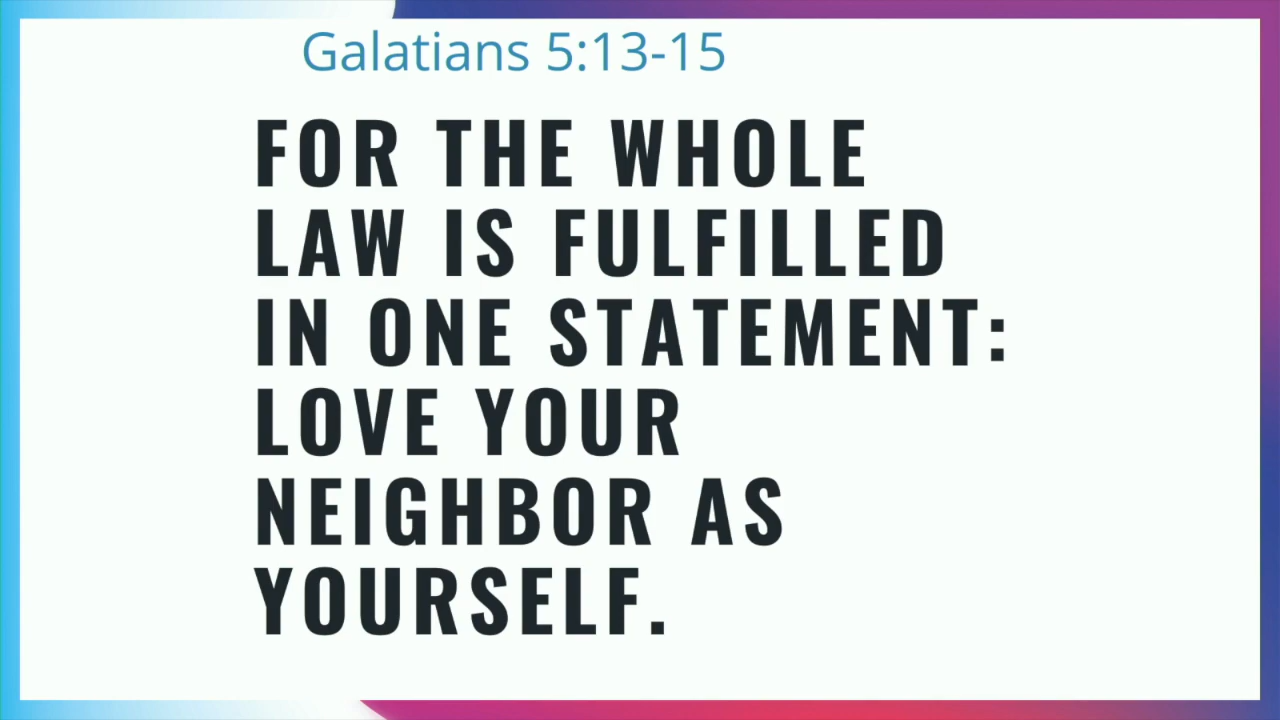 Galatians 5:13-15
FOR THE WHOLE
LAW IS FULFILLED
IN ONE STATEMENT:
LOVE YOUR
NEIGHBOR AS
YOURSELF.